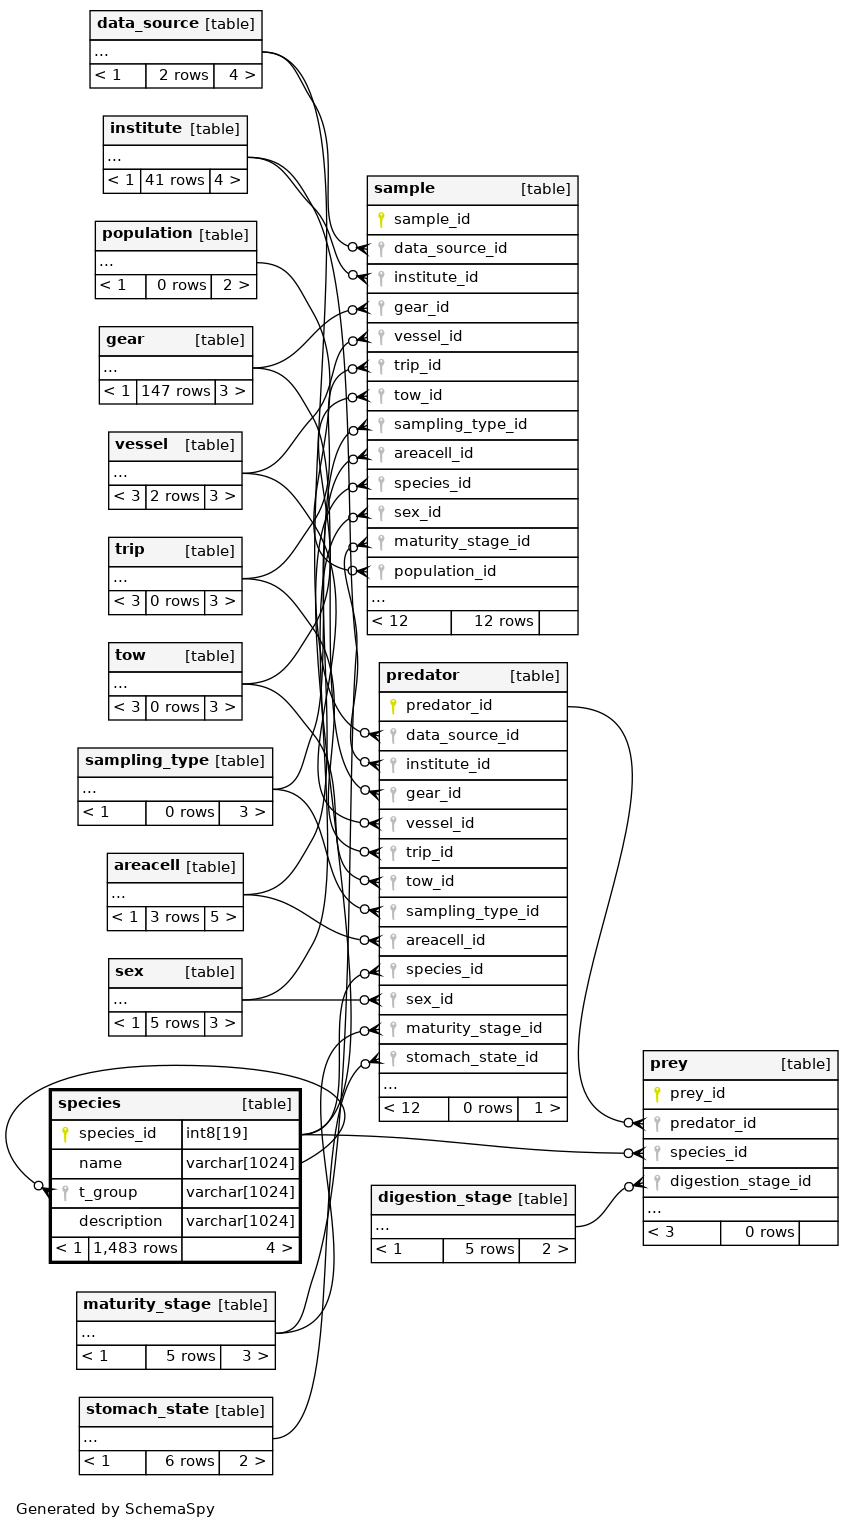 data_source [table]
...
< 1 2 rows 4 >
institute [table]
...
< 1 41 rows 4 >
population [table]
...
< 1 0 rows 2 >
gear [table]
...
< 1 147 rows 3 >
vessel [table]
...
< 3 2 rows 3 >
trip [table]
...
< 3 0 rows 3 >
tow [table]
...
< 3 0 rows 3 >
sampling_type [table]
...
< 1 0 rows 3 >
areacell [table]
...
< 1 3 rows 5 >
sex [table]
...
< 1 5 rows 3 >
species [table]
species_id int8[19]
name varchar[1024]
t_group varchar[1024]
description varchar[1024]
< 1 1,483 rows 4 >
maturity_stage [table]
...
< 1 5 rows 3 >
stomach_state [table]
...
< 1 6 rows 2 >
sample [table]
sample_id
data_source_id
institute_id
gear_id
vessel_id
trip_id
tow_id
sampling_type_id
areacell_id
species_id
sex_id
maturity_stage_id
population_id
...
< 12 12 rows
predator [table]
predator_id
data_source_id
institute_id
gear_id
vessel_id
trip_id
tow_id
sampling_type_id
areacell_id
species_id
sex_id
maturity_stage_id
stomach_state_id
...
< 12 0 rows 1 >
digestion_stage [table]
...
< 1 5 rows 2 >
prey [table]
prey_id
predator_id
species_id
digestion_stage_id
...
< 3 0 rows
Generated by SchemaSpy